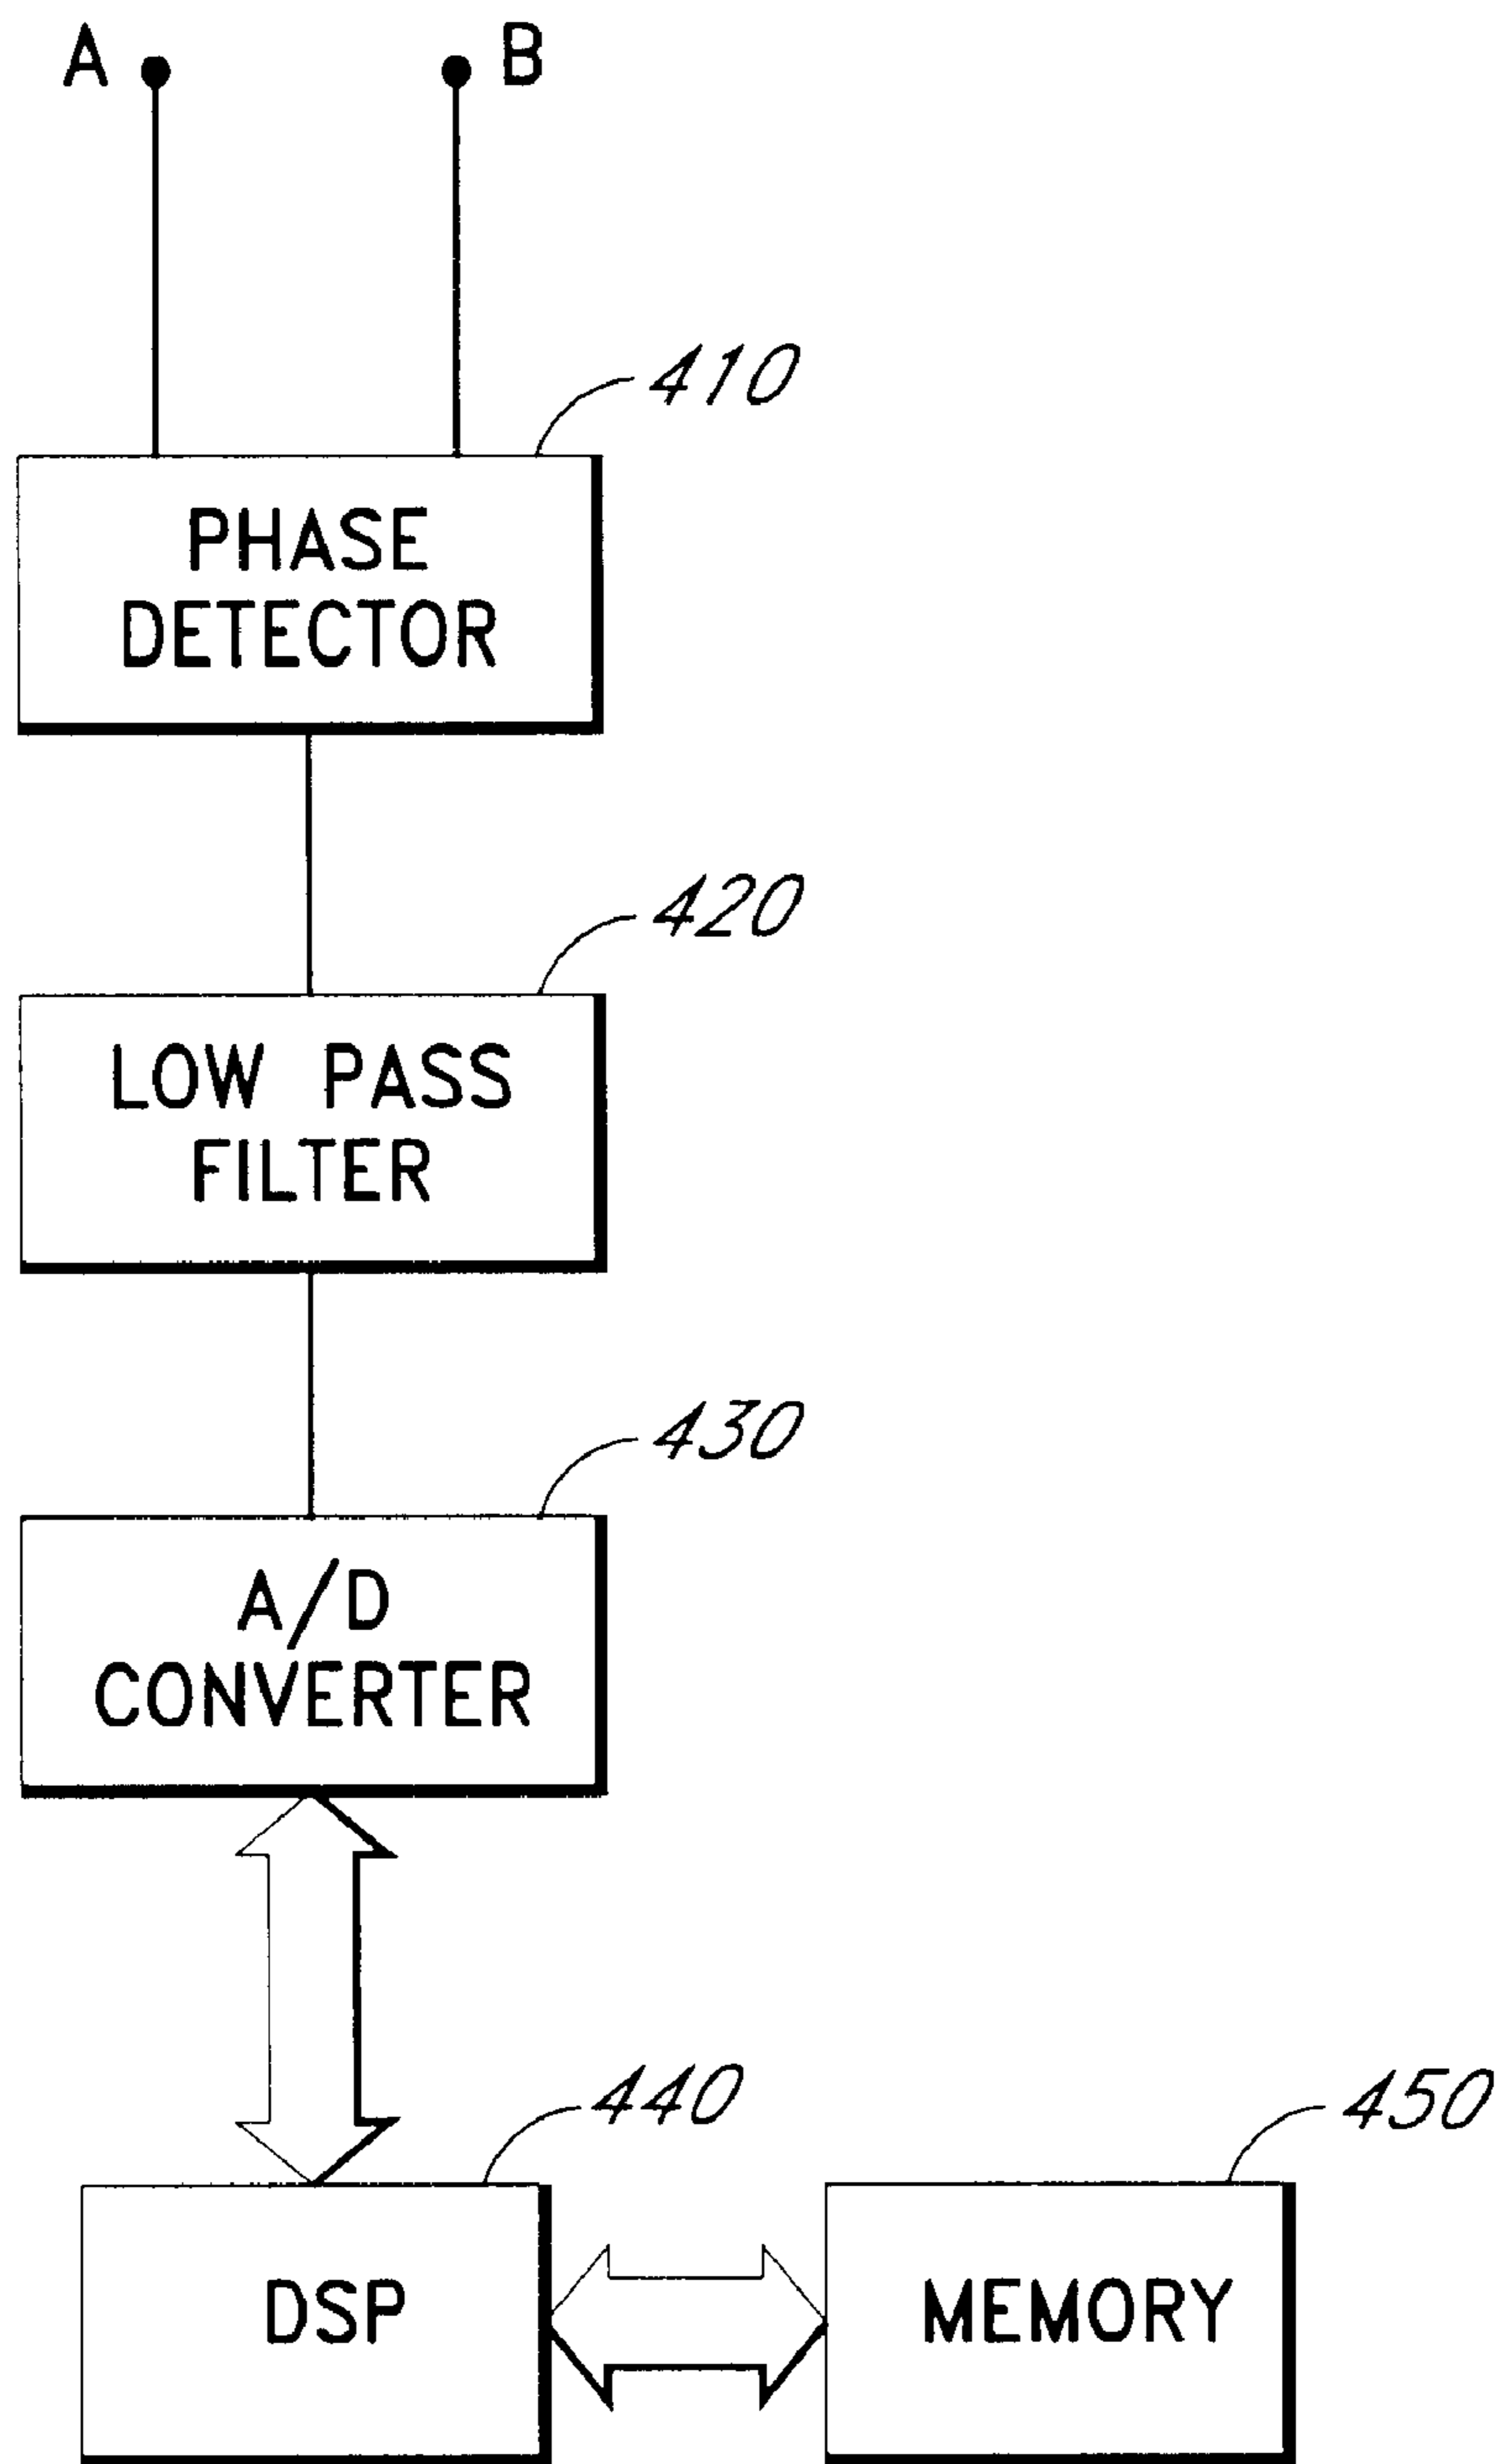 A B
410
PHASE
DETECTOR
420
LOW PASS
FILTER
430
A/D
CONVERTER
440
450
DSP
MEMORY